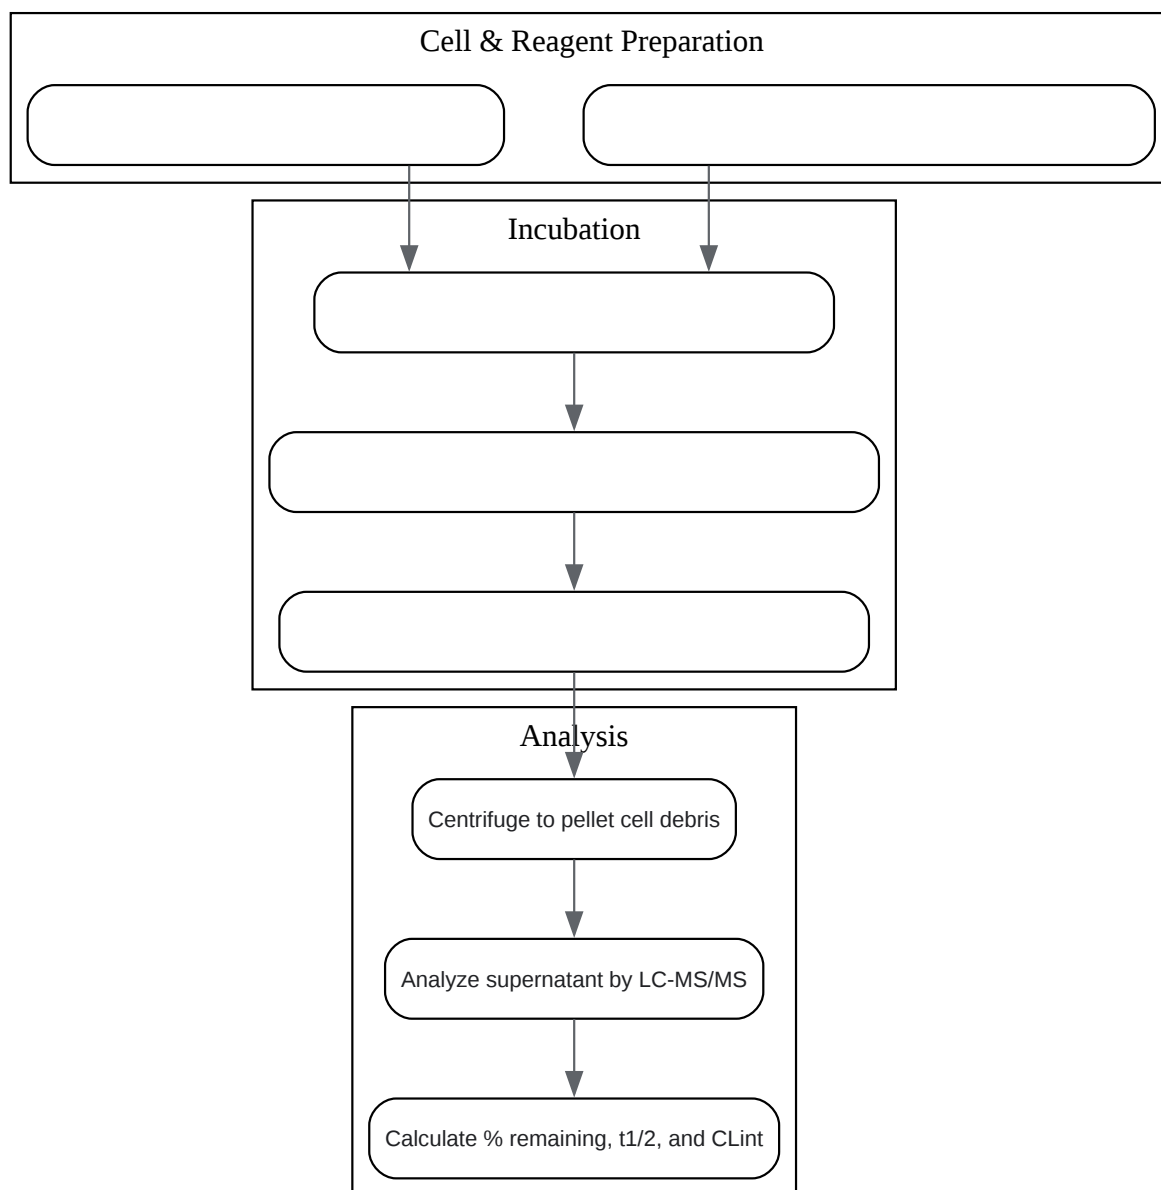 Cell & Reagent Preparation
Incubation
Analysis
Centrifuge to pellet cell debris
Analyze supernatant by LC-MS/MS
Calculate % remaining, t1/2, and CLint